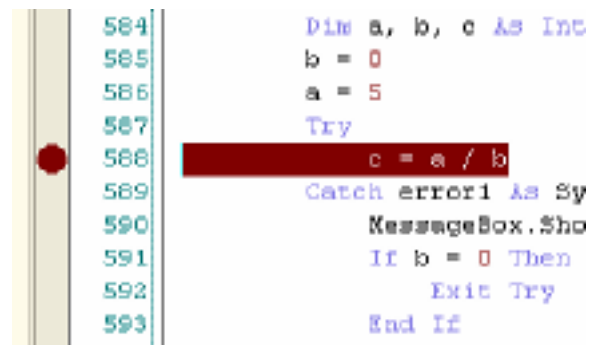 584 Dim a, b, c As Int
585 b = 0
586 a = 5
587 Try
588 c = a / b
589 Catch error1 As Sy
590 MessageBox.Sho
591 If b = 0 Then
592 Exit Try
593 End If